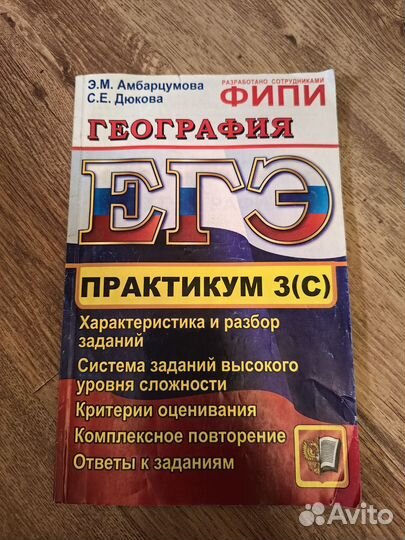 Э.М. Амбарцумова
С.Е. Дюкова
РАЗРАБОТАНО СОТРУДНИКАМИ
ФИПИ
ГЕОГРАФИЯ
ЕГЭ
ПРАКТИКУМ 3(С)
Характеристика и разбор
заданий
Система заданий высокого
уровня сложности
Критерии оценивания
Комплексное повторение
Ответы к заданиям
Avito